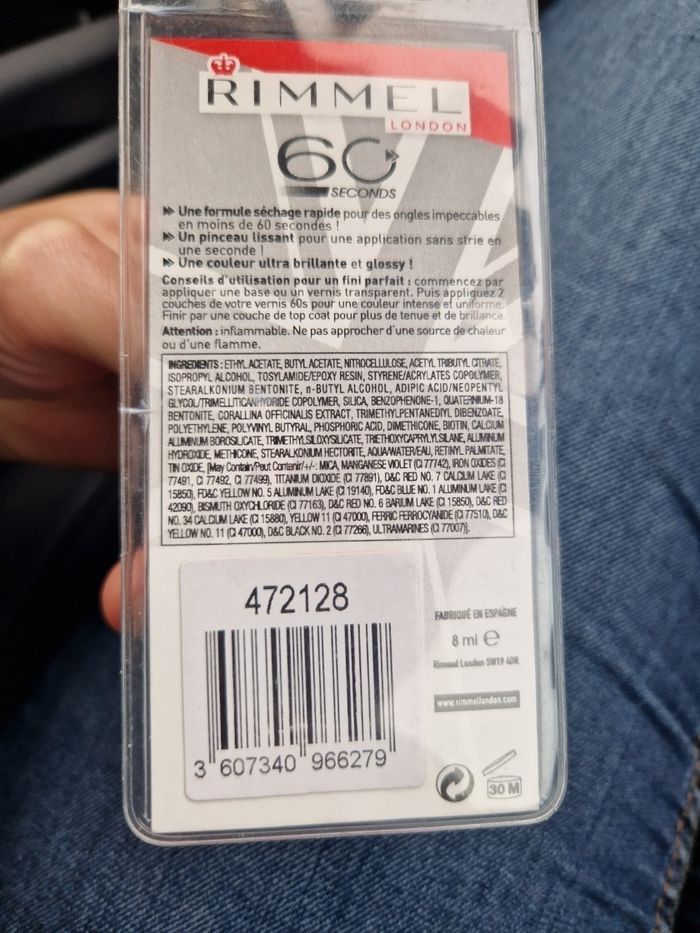 RIMMEL
LONDON
60
SECONDS
Une formule séchage rapide pour des ongles impeccables
en moins de 60 secondes !
Un pinceau lissant pour une application sans strie en
une seconde !
Une couleur ultra brillante et glossy !
Conseils d'utilisation pour un fini parfait : commencez par
appliquer une base ou un vernis transparent. Puis appliquez 2
couches de votre vernis 60s pour une couleur intense et uniforme.
Finir par une couche de top coat pour plus de tenue et de brillance.
Attention : inflammable. Ne pas approcher d'une source de chaleur
ou d'une flamme.
INGREDIENTS : ETHYL ACETATE, BUTYL ACETATE, NITROCELLULOSE, ACETYL TRIBUTYL CITRATE,
ISOPROPYL ALCOHOL, TOSYLAMIDE/EPOXY RESIN, STYRENE/ACRYLATES COPOLYMER,
STEARALKONIUM BENTONITE, n-BUTYL ALCOHOL, ADIPIC ACID/NEOPENTYL
GLYCOL/TRIMELLITIC ANHYDRIDE COPOLYMER, SILICA, BENZOPHENONE-1, QUATERNIUM-18
BENTONITE, CORALLINA OFFICINALIS EXTRACT, TRIMETHYLPENTANEDIYL DIBENZOATE,
POLYETHYLENE, POLYVINYL BUTYRAL, PHOSPHORIC ACID, DIMETHICONE, BIOTIN, CALCIUM
ALUMINUM BOROSILICATE, TRIMETHYLSILOXYSILICATE, TRIETHOXYCAPRYLYLSILANE, ALUMINUM
HYDROXIDE, METHICONE, STEARALKONIUM HECTORITE, AQUA/WATER/EAU, RETINYL PALMITATE,
TIN OXIDE, [May Contain/Peut Contenir/+/-: MICA, MANGANESE VIOLET (CI 77742), IRON OXIDES (CI
77491, CI 77492, CI 77499), TITANIUM DIOXIDE (CI 77891), D&C RED NO. 7 CALCIUM LAKE (CI
15850), FD&C YELLOW NO. 5 ALUMINUM LAKE (CI 19140), FD&C BLUE NO. 1 ALUMINUM LAKE (CI
42090), BISMUTH OXYCHLORIDE (CI 77163), D&C RED NO. 6 BARIUM LAKE (CI 15850), D&C RED
NO. 34 CALCIUM LAKE (CI 15880), YELLOW 11 (CI 47000), FERRIC FERROCYANIDE (CI 77510), D&C
YELLOW NO. 11 (CI 47000), D&C BLACK NO. 2 (CI 77266), ULTRAMARINES (CI 77007)].
472128
3 607340 966279
FABRIQUÉ EN ESPAGNE
8 ml e
Rimmel London SW19 4DR
www.rimmellondon.com
30 M